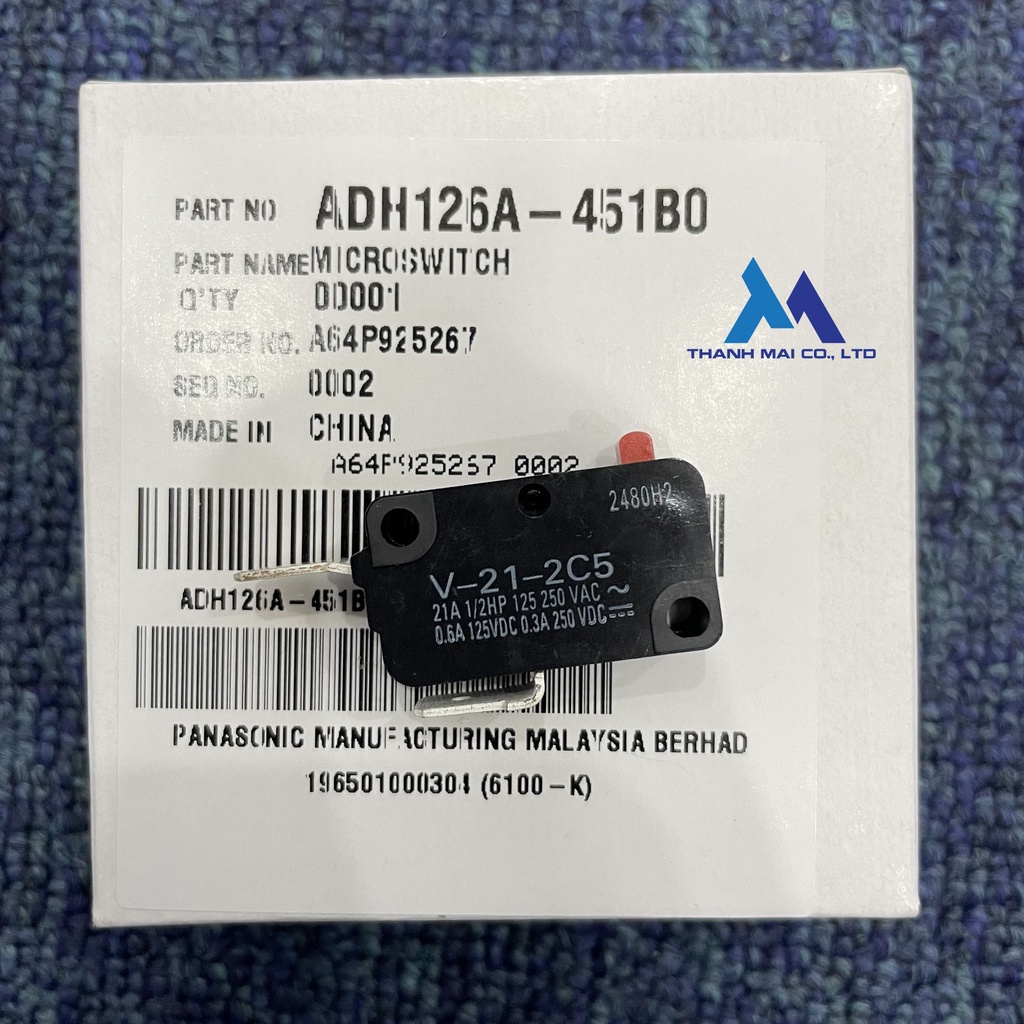 PART NO ADH126A-451B0
PART NAME MICROSWITCH
Q'TY 00001
ORDER NO. A64P925267
SEQ NO. 0002
MADE IN CHINA
THANH MAI CO., LTD
A64P925267 0002
2480H2
V-21-2C5
21A 1/2HP 125 250 VAC ~
0.6A 125VDC 0.3A 250 VDC ⎓
ADH126A-451B
PANASONIC MANUFACTURING MALAYSIA BERHAD
196501000304 (6100-K)